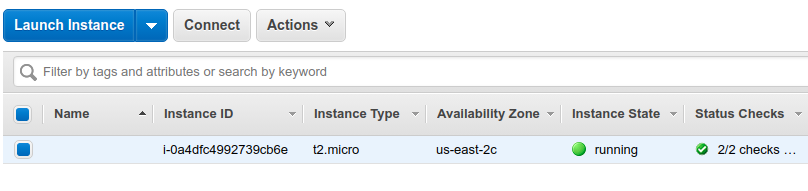 Launch Instance Connect Actions
Filter by tags and attributes or search by keyword
Name Instance ID Instance Type Availability Zone Instance State Status Checks
i-0a4dfc4992739cb6e t2.micro us-east-2c running 2/2 checks ...